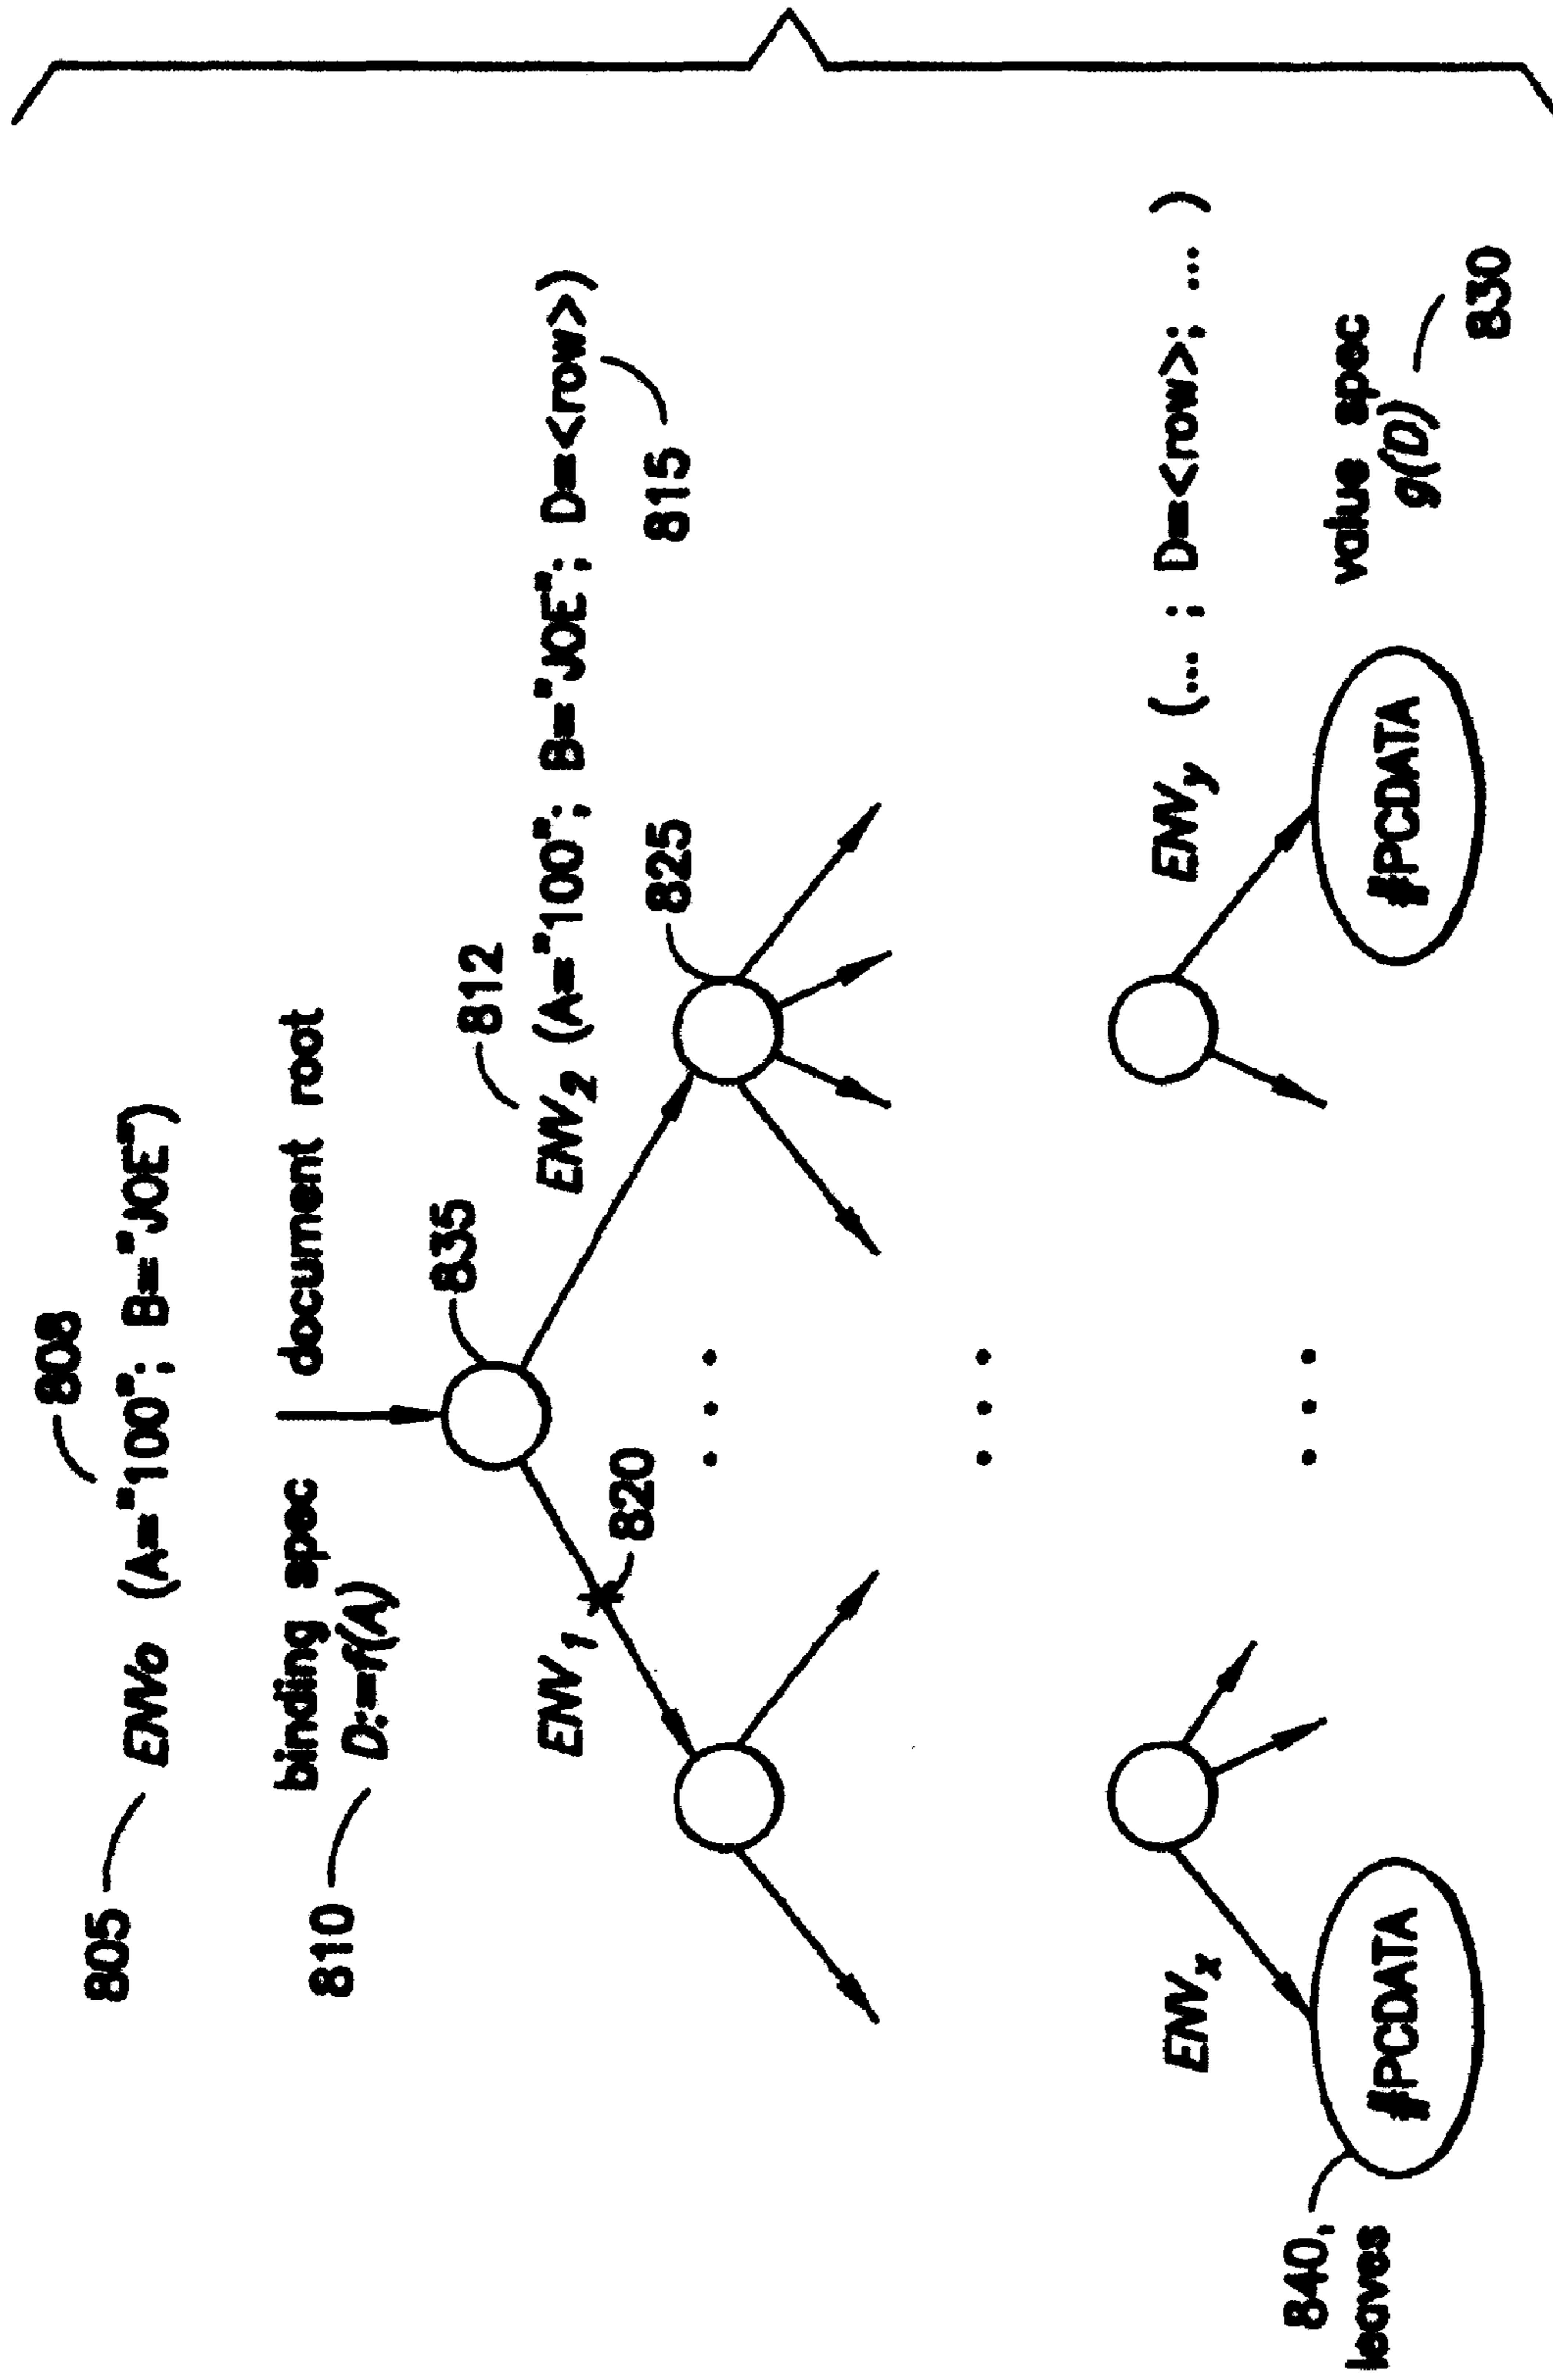 808
805 ENV0 (A="100"; B="JOE")
binding spec
D:=f(A)
document root
810
835
812
ENV1
ENV2 (A="100"; B="JOE"; D=<row>)
820
825
815
ENVx
ENVy (... ; D=<row>; ... )
840,
leaves
#PCDATA
#PCDATA
value spec
g(D)
830